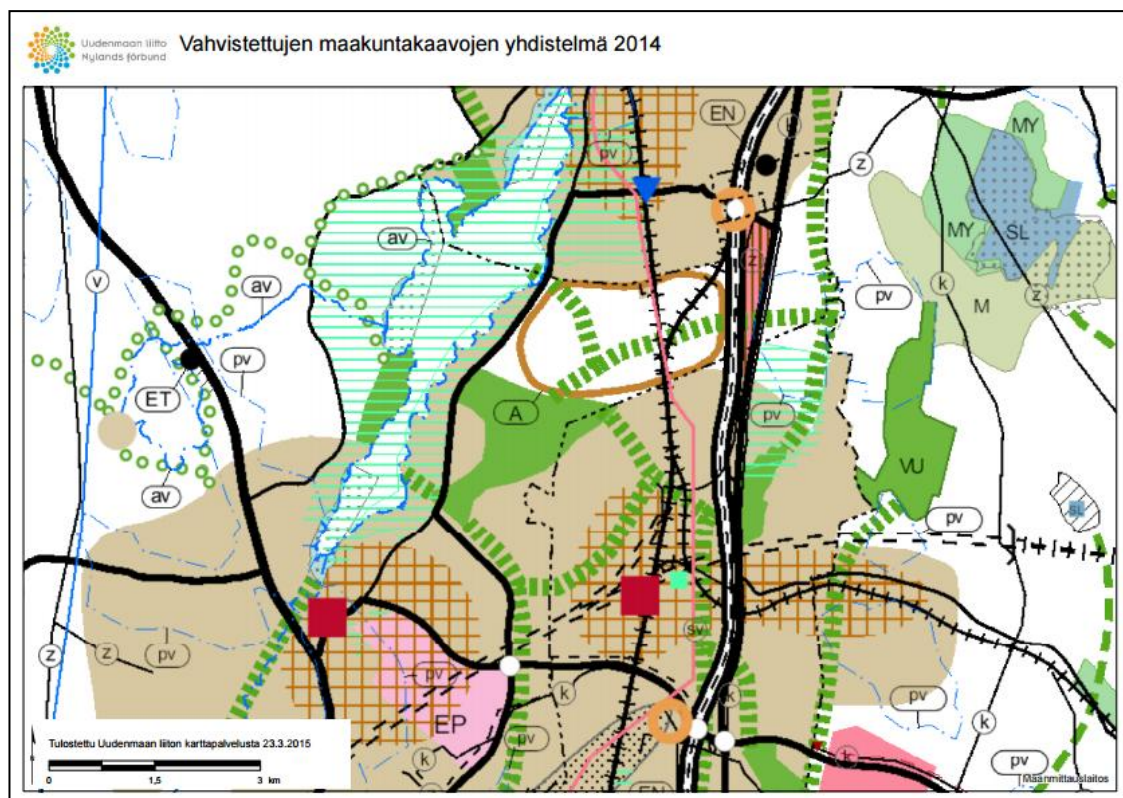 Uudenmaan liitto
Nylands förbund
Vahvistettujen maakuntakaavojen yhdistelmä 2014
EN
pv
z
MY
av
MY
SL
v
av
z
pv
k
z
pv
M
ET
A
pv
VU
av
pv
SL
sv
z
z
pv
pv
k
k
pv
EP
k
pv
k
k
EN
k
pv
Tulostettu Uudenmaan liiton karttapalvelusta 23.3.2015
0 1,5 3 km
Maanmittauslaitos